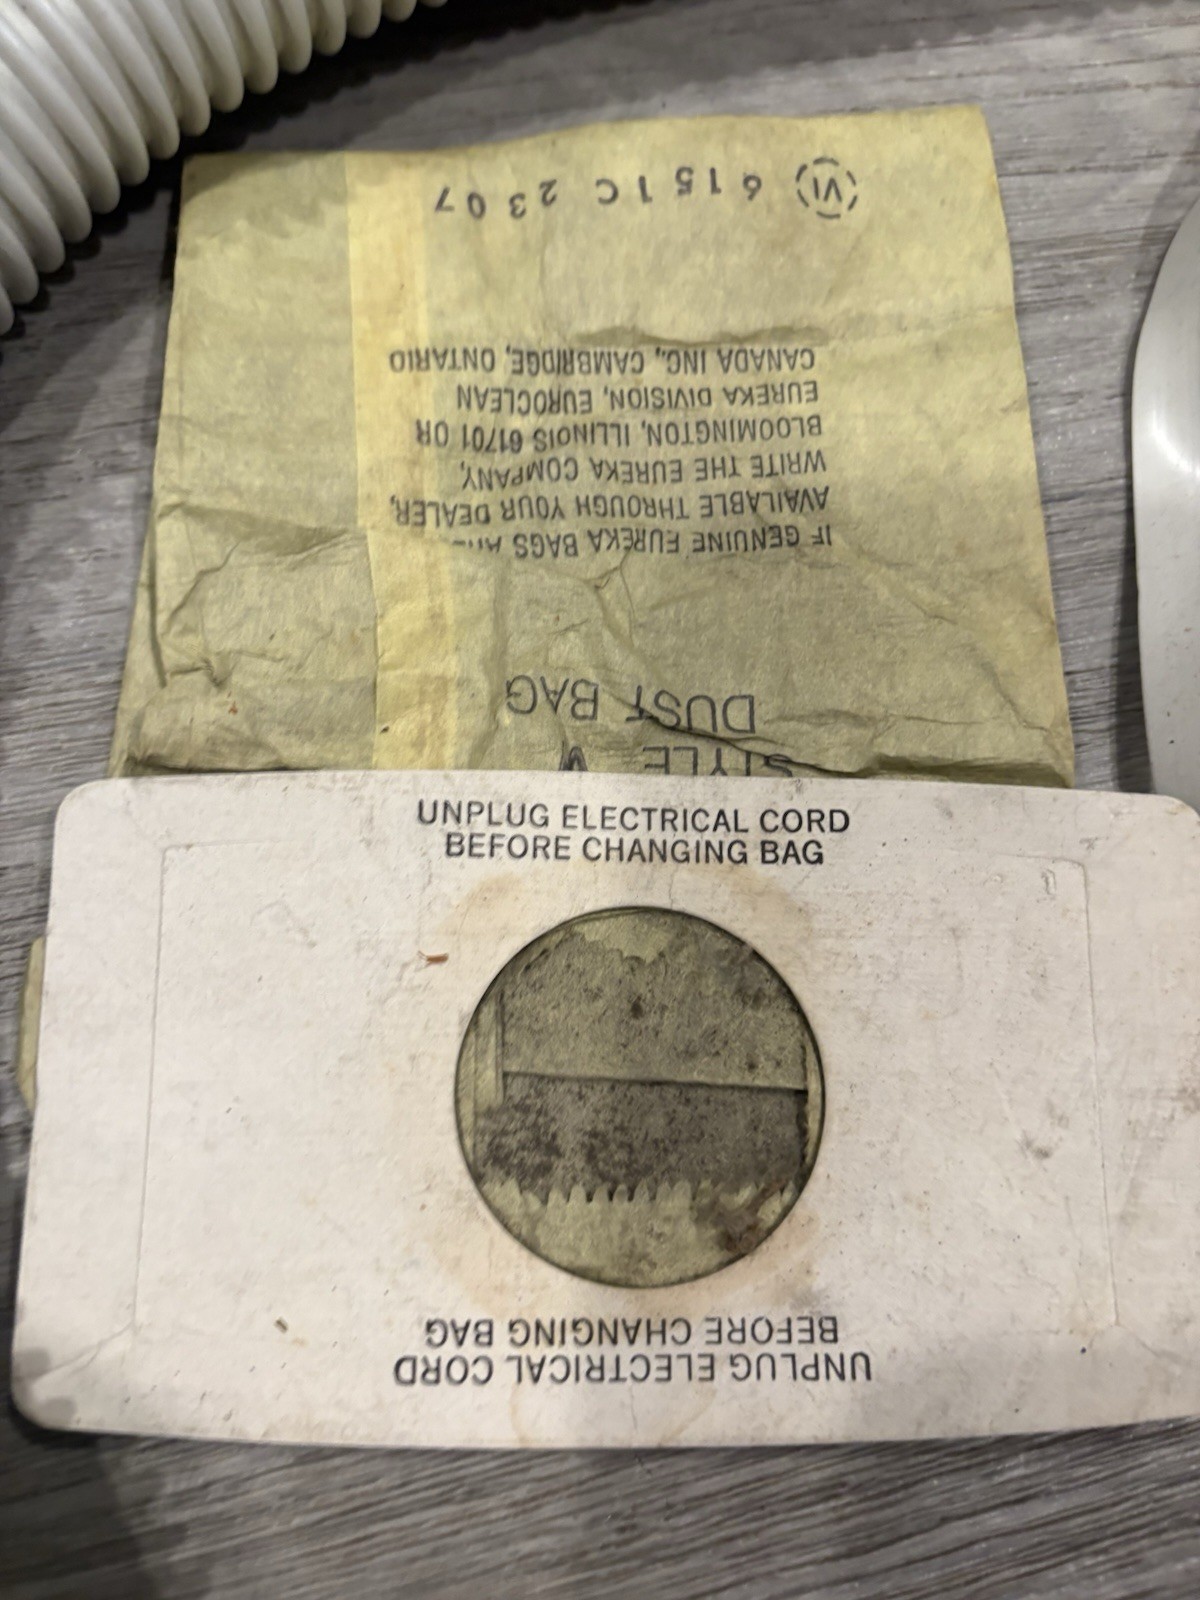 UNPLUG ELECTRICAL CORD
BEFORE CHANGING BAG
UNPLUG ELECTRICAL CORD
BEFORE CHANGING BAG
STYLE V
DUST BAG
IF GENUINE EUREKA BAGS
AVAILABLE THROUGH YOUR DEALER,
WRITE THE EUREKA COMPANY,
BLOOMINGTON, ILLINOIS 61701 OR
EUREKA DIVISION, EUROCLEAN
CANADA INC., CAMBRIDGE, ONTARIO
VI 6151C 2307